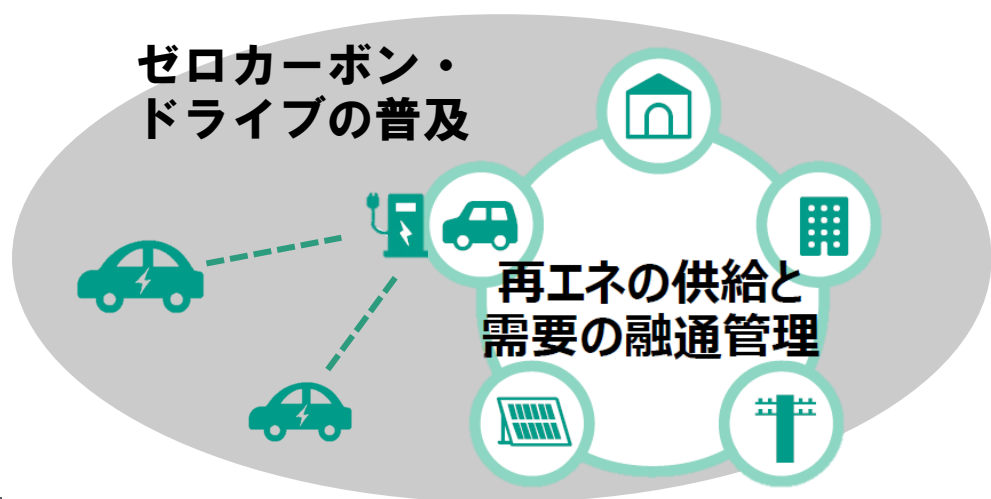 ゼロカーボン・
ドライブの普及
再エネの供給と
需要の融通管理